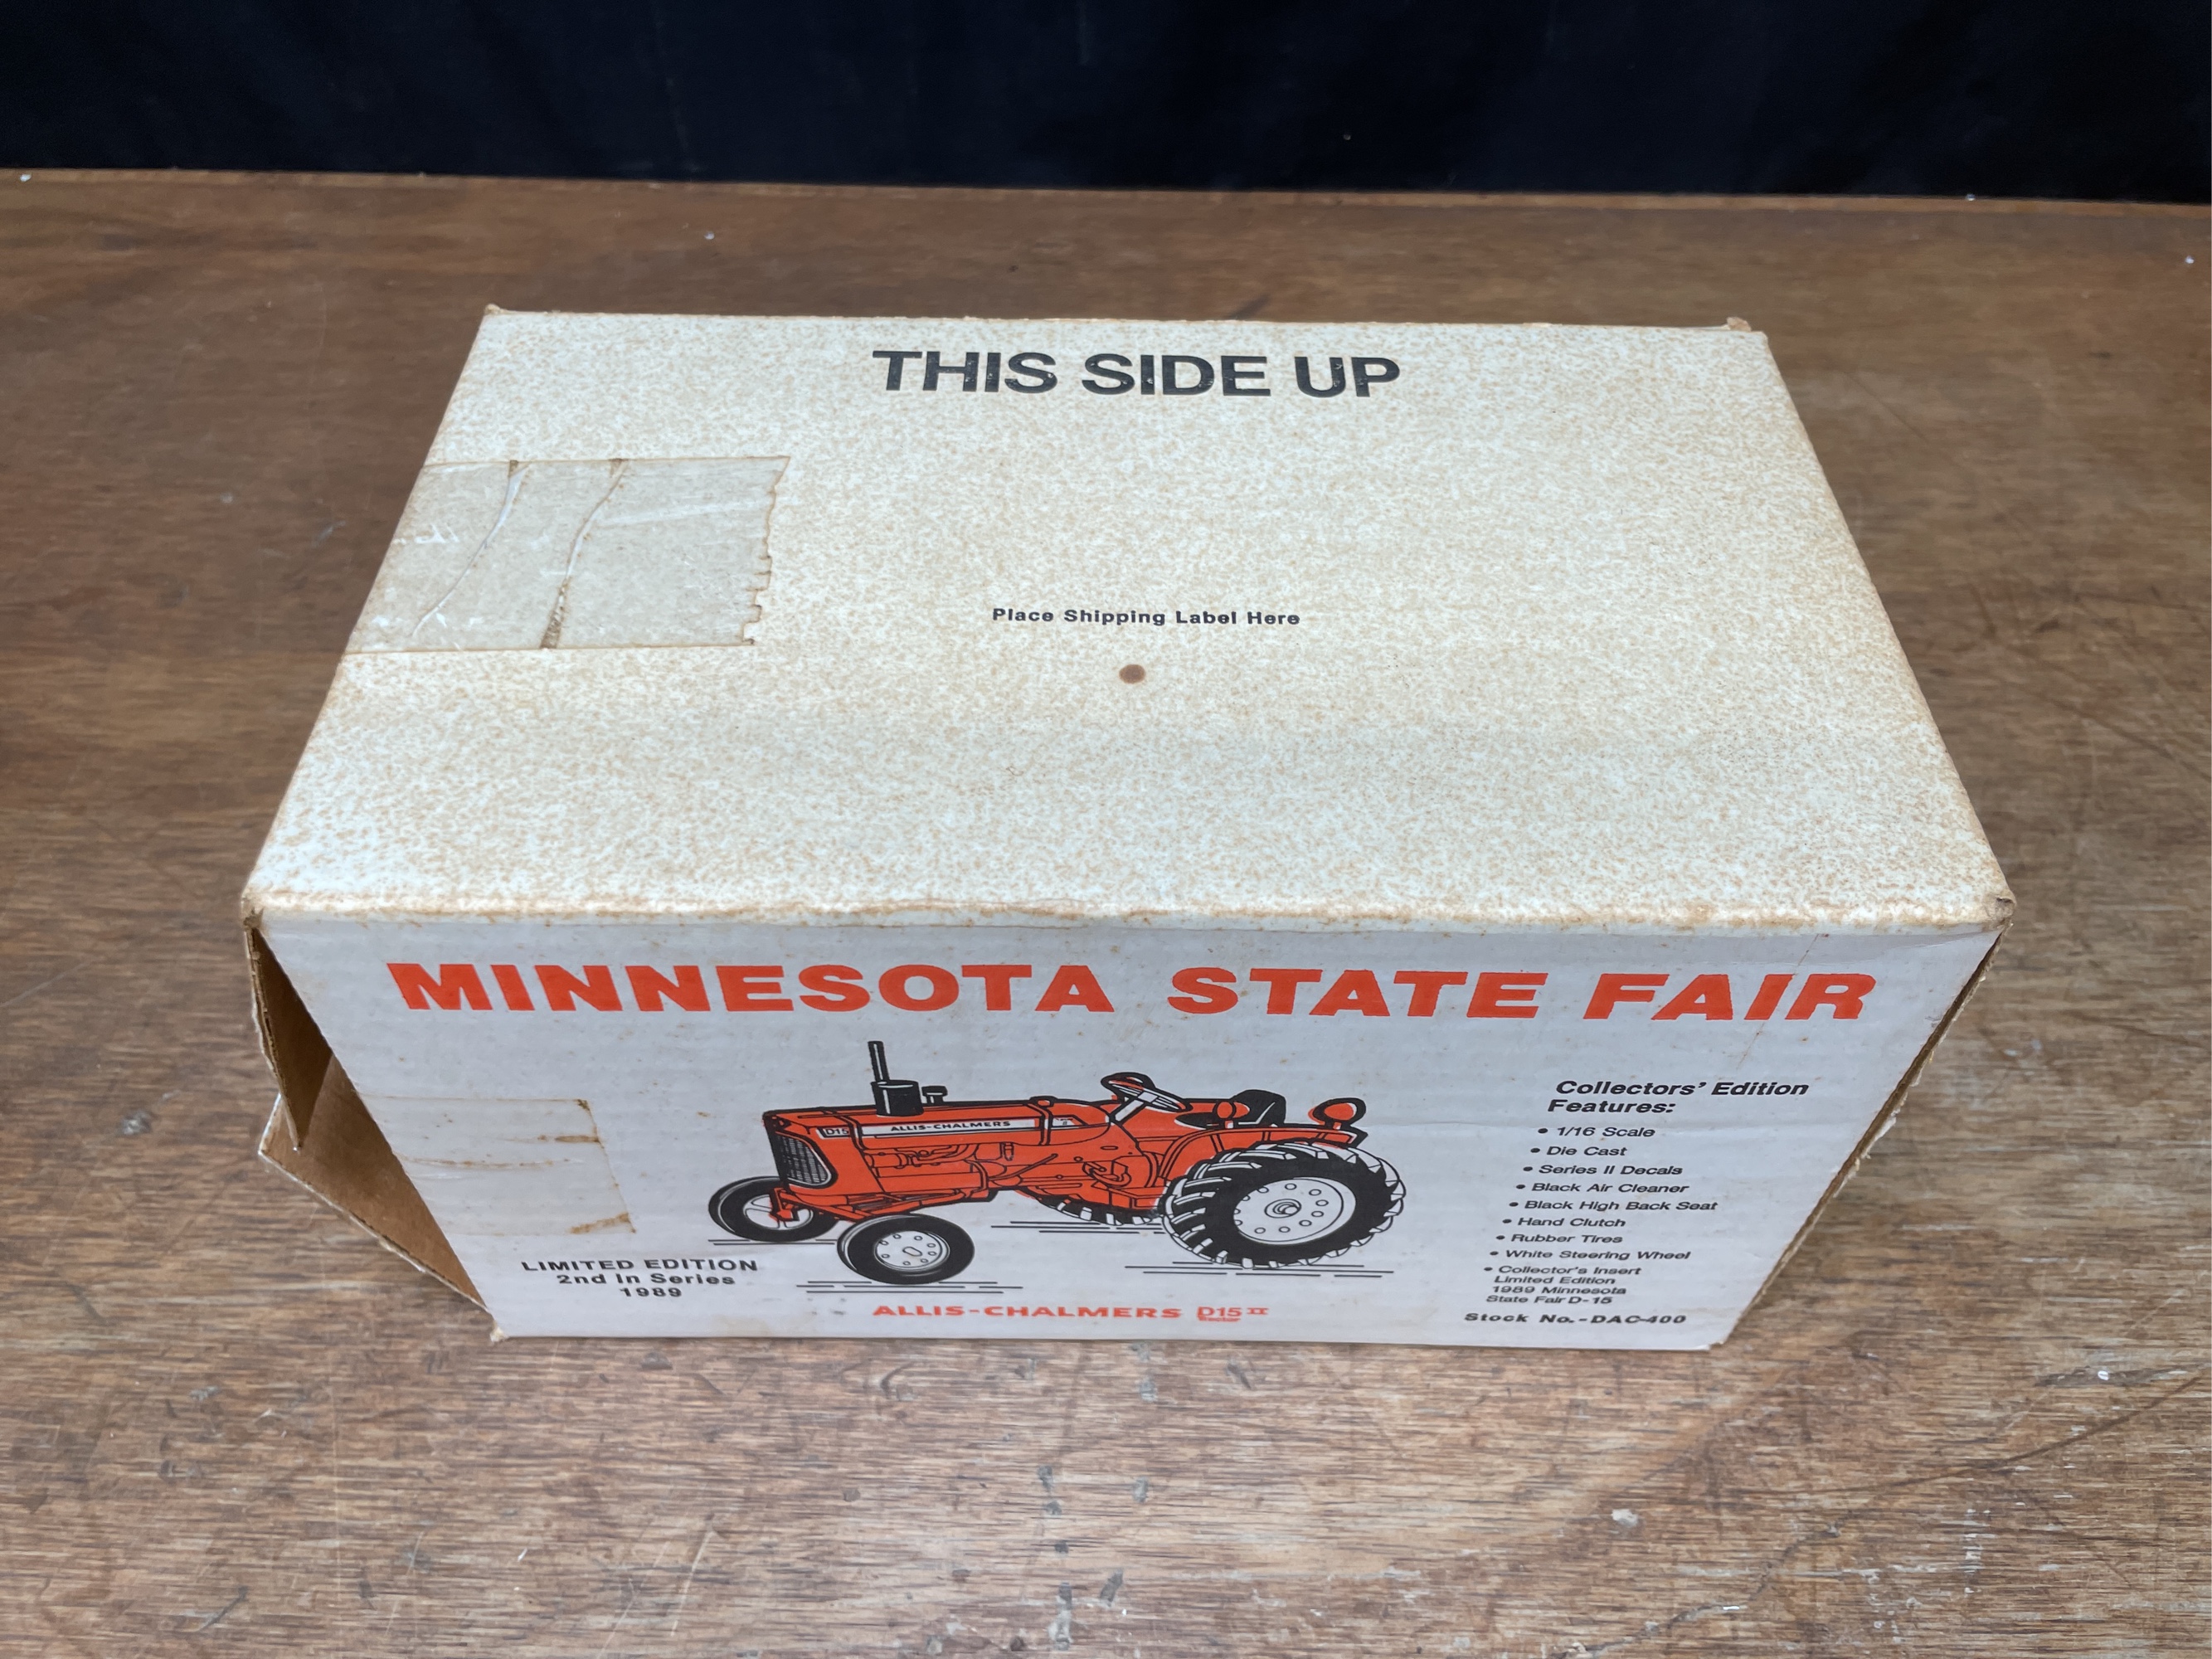 THIS SIDE UP
Place Shipping Label Here
MINNESOTA STATE FAIR
D15
ALLIS-CHALMERS
LIMITED EDITION
2nd In Series
1989
ALLIS-CHALMERS D15 II
Tractor
Collectors' Edition
Features:
• 1/16 Scale
• Die Cast
• Series II Decals
• Black Air Cleaner
• Black High Back Seat
• Hand Clutch
• Rubber Tires
• White Steering Wheel
• Collector's Insert
Limited Edition
1989 Minnesota
State Fair D-15
Stock No.-DAC-400